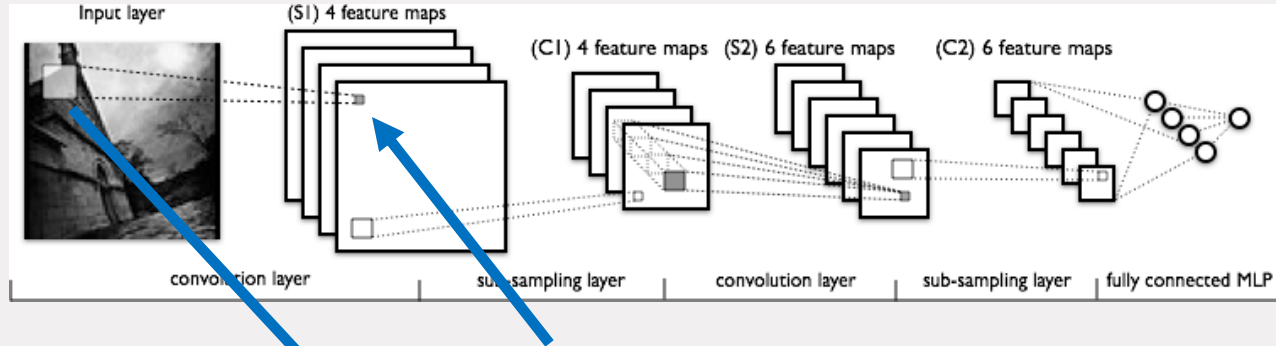 Input layer
(S1) 4 feature maps
(C1) 4 feature maps
(S2) 6 feature maps
(C2) 6 feature maps
convolution layer
sub-sampling layer
convolution layer
sub-sampling layer
fully connected MLP